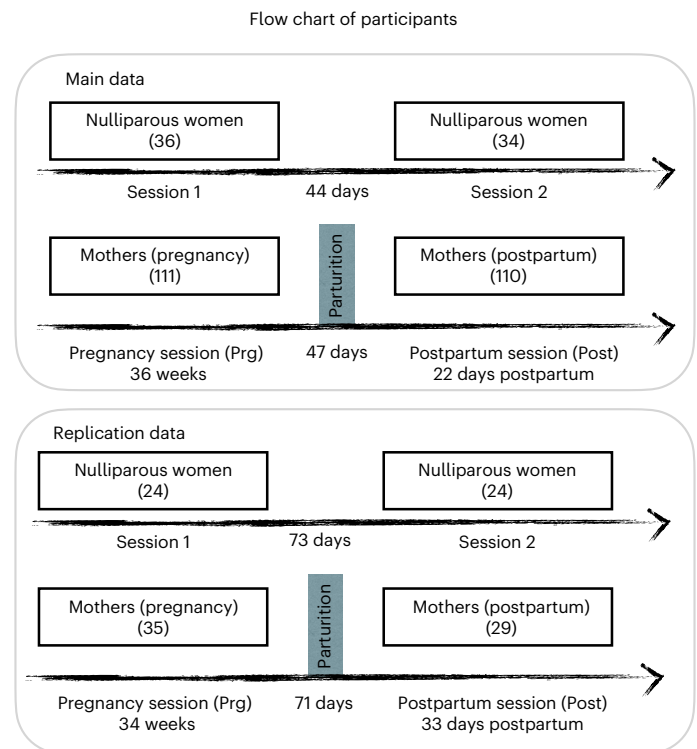 Flow chart of participants
Main data
Nulliparous women
(36)
Nulliparous women
(34)
Session 1
44 days
Session 2
Mothers (pregnancy)
(111)
Parturition
Mothers (postpartum)
(110)
Pregnancy session (Prg)
36 weeks
47 days
Postpartum session (Post)
22 days postpartum
Replication data
Nulliparous women
(24)
Nulliparous women
(24)
Session 1
73 days
Session 2
Mothers (pregnancy)
(35)
Parturition
Mothers (postpartum)
(29)
Pregnancy session (Prg)
34 weeks
71 days
Postpartum session (Post)
33 days postpartum